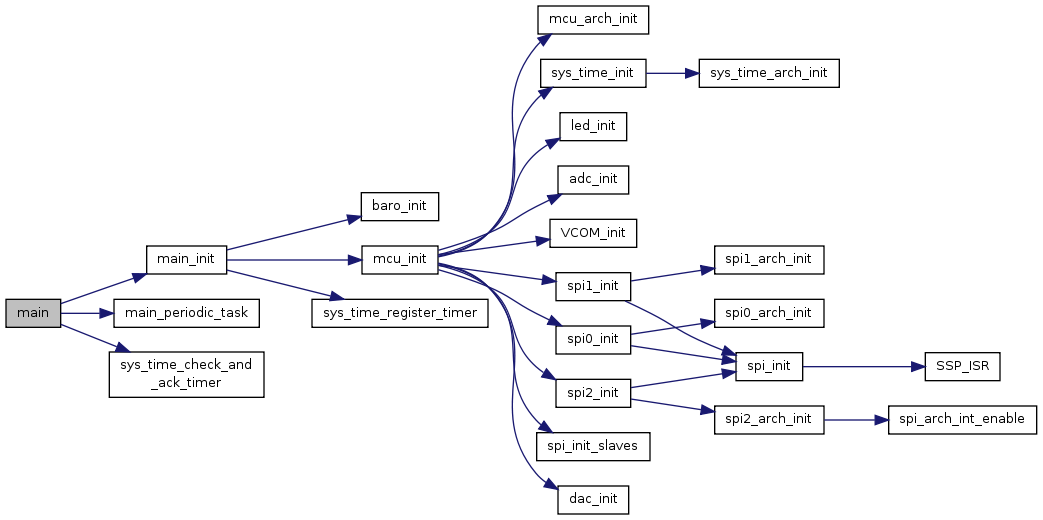 mcu_arch_init
sys_time_init
sys_time_arch_init
led_init
adc_init
baro_init
VCOM_init
main_init
mcu_init
spi1_init
spi1_arch_init
main
main_periodic_task
sys_time_register_timer
spi0_init
spi0_arch_init
sys_time_check_and
_ack_timer
spi_init
SSP_ISR
spi2_init
spi2_arch_init
spi_arch_int_enable
spi_init_slaves
dac_init